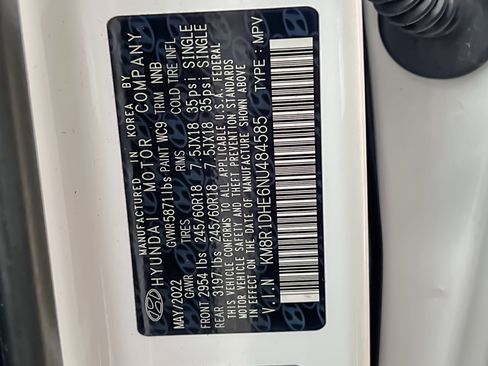 MANUFACTURED IN KOREA BY
HYUNDAI MOTOR COMPANY
MAY/2022 GVWR 5871 lbs PAINT WC9 TRIM NNB
GAWR TIRES RIMS COLD TIRE INFL
FRONT 2954 lbs 245/60R18 7.5JX18 35psi SINGLE
REAR 3197 lbs 245/60R18 7.5JX18 35psi SINGLE
THIS VEHICLE CONFORMS TO ALL APPLICABLE U.S.A. FEDERAL
MOTOR VEHICLE SAFETY AND THEFT PREVENTION STANDARDS
IN EFFECT ON THE DATE OF MANUFACTURE SHOWN ABOVE
V.I.N : KM8R1DHE6NU484585 TYPE : MPV